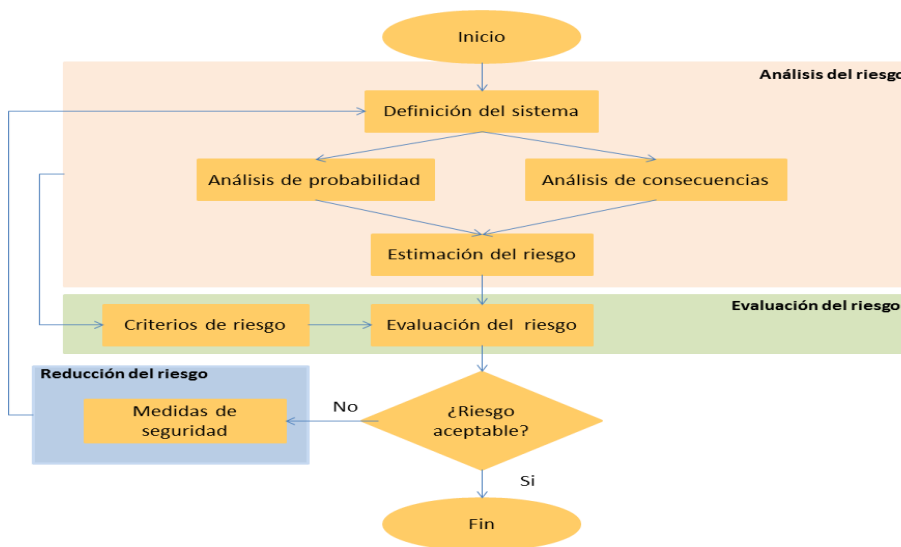 Inicio
Análisis del riesgo
Definición del sistema
Análisis de probabilidad
Análisis de consecuencias
Estimación del riesgo
Evaluación del riesgo
Criterios de riesgo
Evaluación del riesgo
Reducción del riesgo
Medidas de
seguridad
No
¿Riesgo
aceptable?
Si
Fin